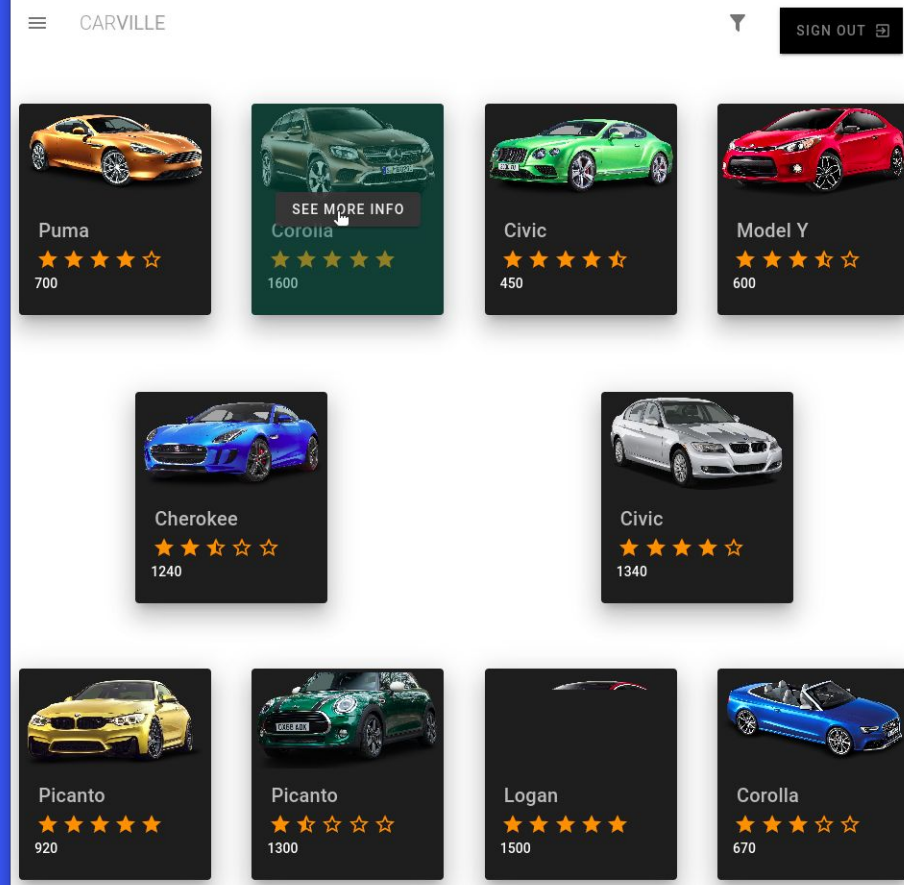 CARVILLE
SIGN OUT
Puma
700
SEE MORE INFO
Corolla
1600
Civic
450
Model Y
600
Cherokee
1240
Civic
1340
Picanto
920
Picanto
1300
Logan
1500
Corolla
670